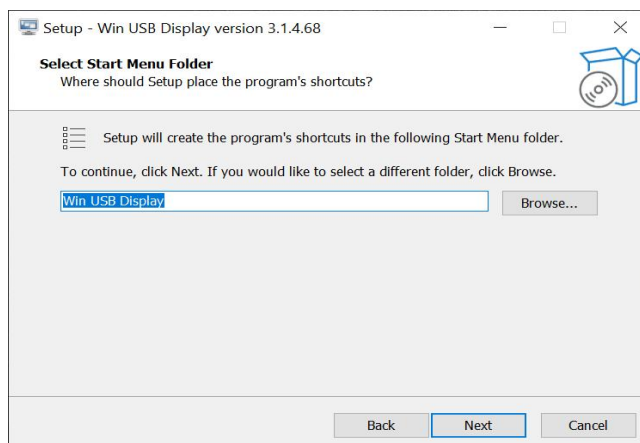 Setup - Win USB Display version 3.1.4.68
Select Start Menu Folder
Where should Setup place the program's shortcuts?
Setup will create the program's shortcuts in the following Start Menu folder.
To continue, click Next. If you would like to select a different folder, click Browse.
Win USB Display
Browse...
Back
Next
Cancel